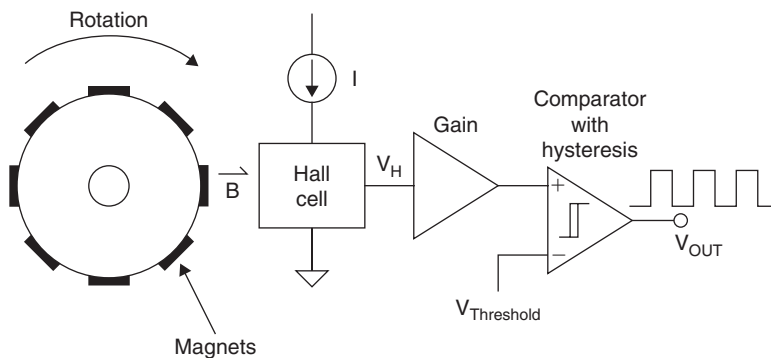 Rotation
I
Comparator
with
hysteresis
Gain
Hall
cell
V_H
B
+
−
V_OUT
V_Threshold
Magnets